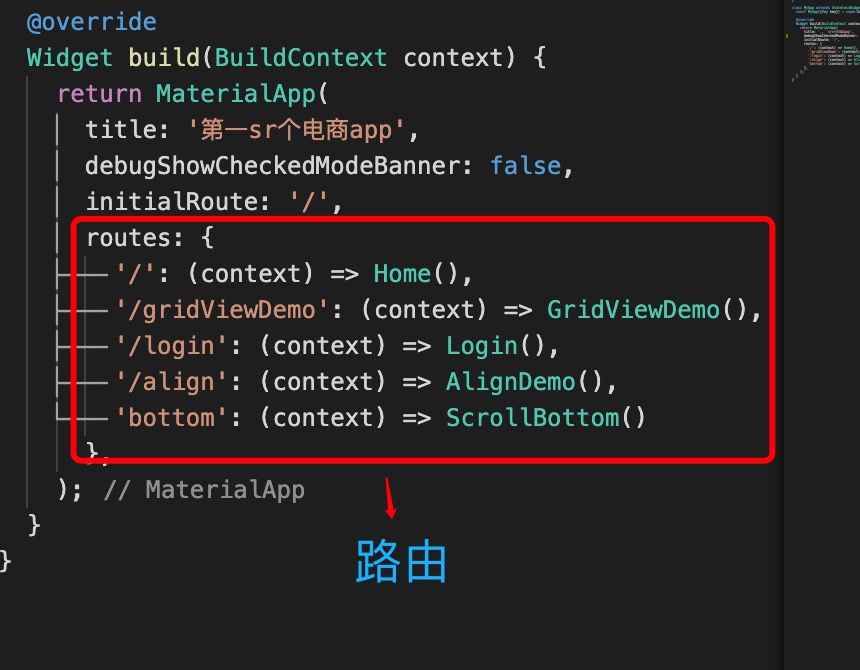 @override
Widget build(BuildContext context) {
return MaterialApp(
title: '第一sr个电商app',
debugShowCheckedModeBanner: false,
initialRoute: '/',
routes: {
'/': (context) => Home(),
'/gridViewDemo': (context) => GridViewDemo(),
'/login': (context) => Login(),
'/align': (context) => AlignDemo(),
'bottom': (context) => ScrollBottom()
},
); // MaterialApp
}
}
路由